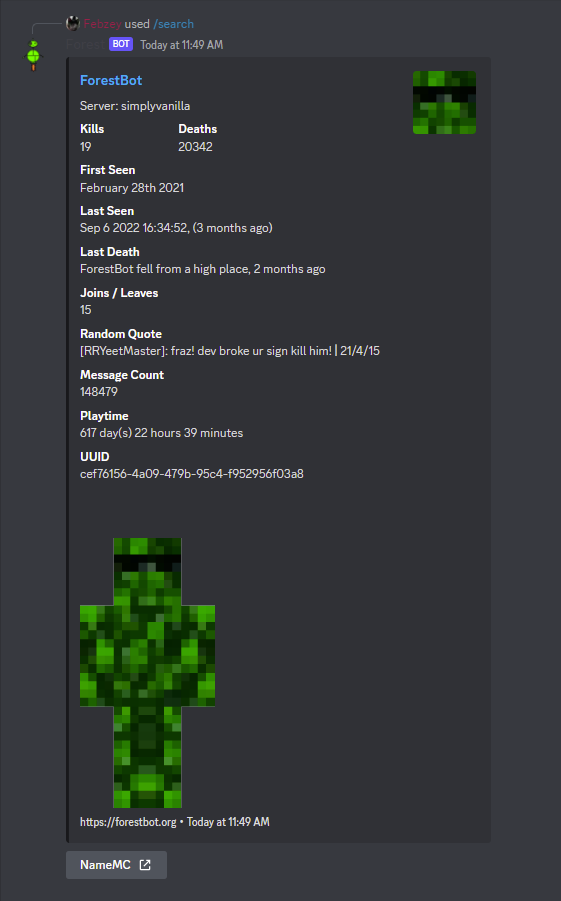 Febzey used /search
Forest BOT Today at 11:49 AM
ForestBot
Server: simplyvanilla
Kills Deaths
19 20342
First Seen
February 28th 2021
Last Seen
Sep 6 2022 16:34:52, (3 months ago)
Last Death
ForestBot fell from a high place, 2 months ago
Joins / Leaves
15
Random Quote
[RRYeetMaster]: fraz! dev broke ur sign kill him! | 21/4/15
Message Count
148479
Playtime
617 day(s) 22 hours 39 minutes
UUID
cef76156-4a09-479b-95c4-f952956f03a8
https://forestbot.org • Today at 11:49 AM
NameMC